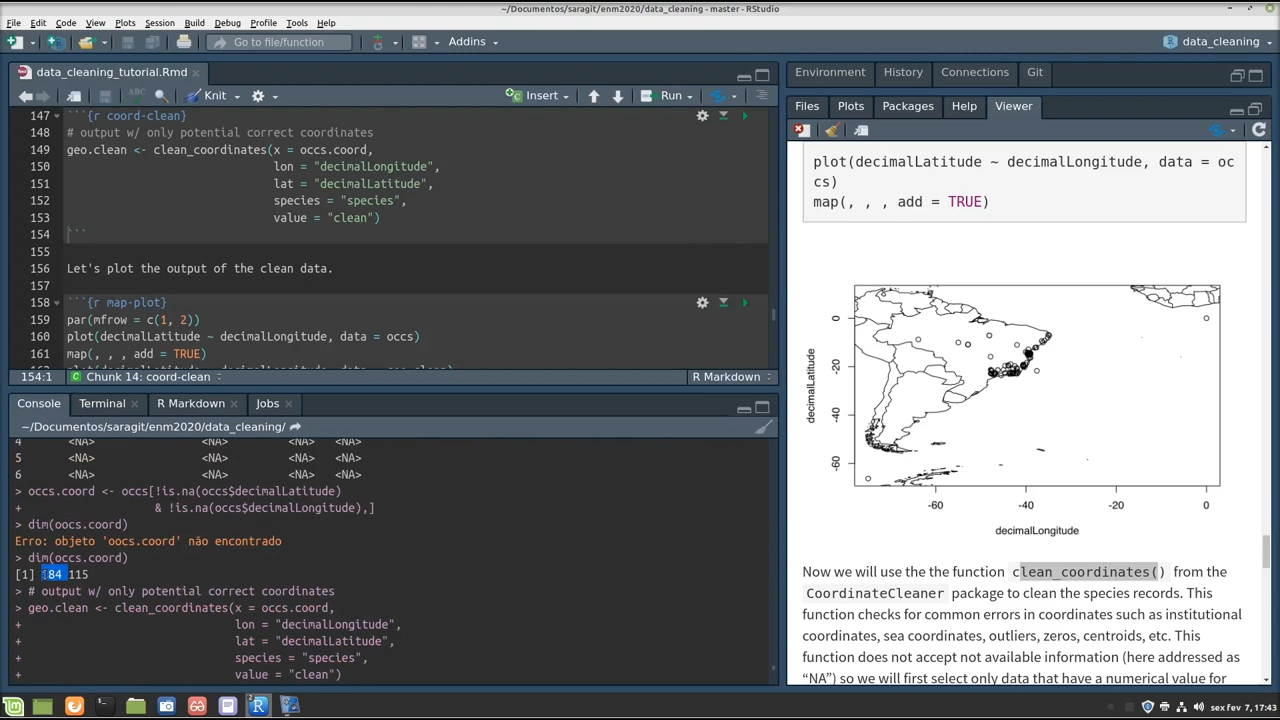 ~/Documentos/saragit/enm2020/data_cleaning - master - RStudio
File Edit Code View Plots Session Build Debug Profile Tools Help
Go to file/function Addins data_cleaning
data_cleaning_tutorial.Rmd
Knit Insert Run
147 ```{r coord-clean}
148 # output w/ only potential correct coordinates
149 geo.clean <- clean_coordinates(x = occs.coord,
150 lon = "decimalLongitude",
151 lat = "decimalLatitude",
152 species = "species",
153 value = "clean")
154 ```
155
156 Let's plot the output of the clean data.
157
158 ```{r map-plot}
159 par(mfrow = c(1, 2))
160 plot(decimalLatitude ~ decimalLongitude, data = occs)
161 map(, , , add = TRUE)
154:1 Chunk 14: coord-clean R Markdown
Console Terminal R Markdown Jobs
~/Documentos/saragit/enm2020/data_cleaning/
4 <NA> <NA> <NA> <NA>
5 <NA> <NA> <NA> <NA>
6 <NA> <NA> <NA> <NA>
> occs.coord <- occs[!is.na(occs$decimalLatitude)
+ & !is.na(occs$decimalLongitude),]
> dim(oocs.coord)
Erro: objeto 'oocs.coord' não encontrado
> dim(occs.coord)
[1] 184 115
> # output w/ only potential correct coordinates
> geo.clean <- clean_coordinates(x = occs.coord,
+ lon = "decimalLongitude",
+ lat = "decimalLatitude",
+ species = "species",
+ value = "clean")
Environment History Connections Git
Files Plots Packages Help Viewer
plot(decimalLatitude ~ decimalLongitude, data = oc
cs)
map(, , , add = TRUE)
decimalLatitude
0
-20
-40
-60
-60 -40 -20 0
decimalLongitude
Now we will use the the function clean_coordinates() from the
CoordinateCleaner package to clean the species records. This
function checks for common errors in coordinates such as institutional
coordinates, sea coordinates, outliers, zeros, centroids, etc. This
function does not accept not available information (here addressed as
“NA”) so we will first select only data that have a numerical value for
sex fev 7, 17:43